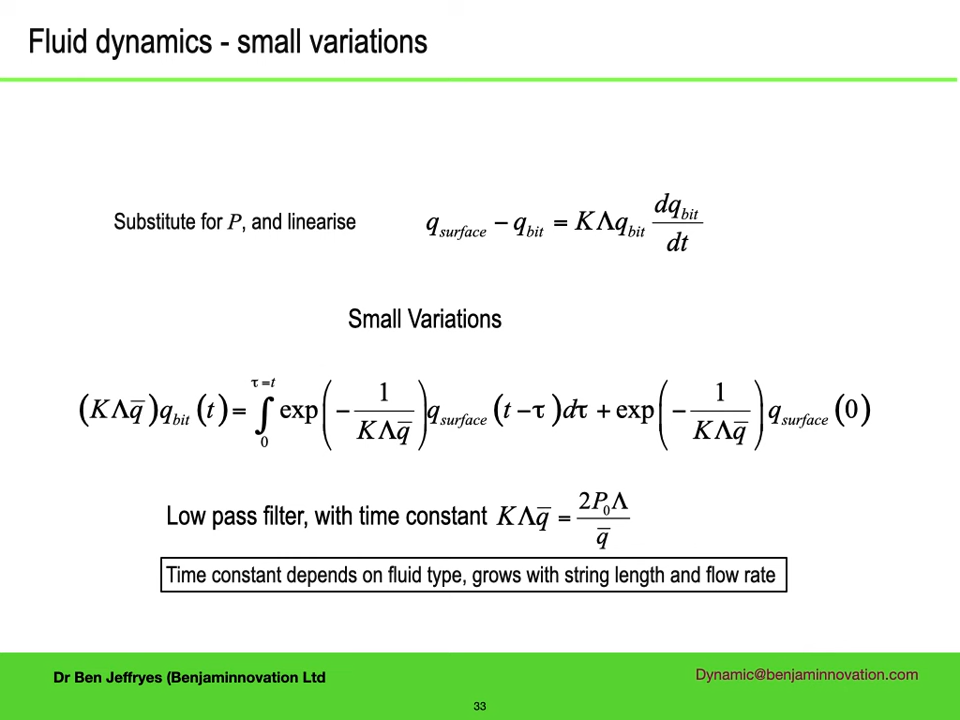 Fluid dynamics - small variations
Substitute for P, and linearise q_surface − q_bit = KΛq_bit dq_bit/dt
Small Variations
(KΛq̅)q_bit(t) = ∫_0^{τ=t} exp(−1/(KΛq̅)) q_surface(t−τ)dτ + exp(−1/(KΛq̅)) q_surface(0)
Low pass filter, with time constant KΛq̅ = 2P₀Λ/q̅
Time constant depends on fluid type, grows with string length and flow rate
Dr Ben Jeffryes (Benjaminnovation Ltd
Dynamic@benjaminnovation.com
33